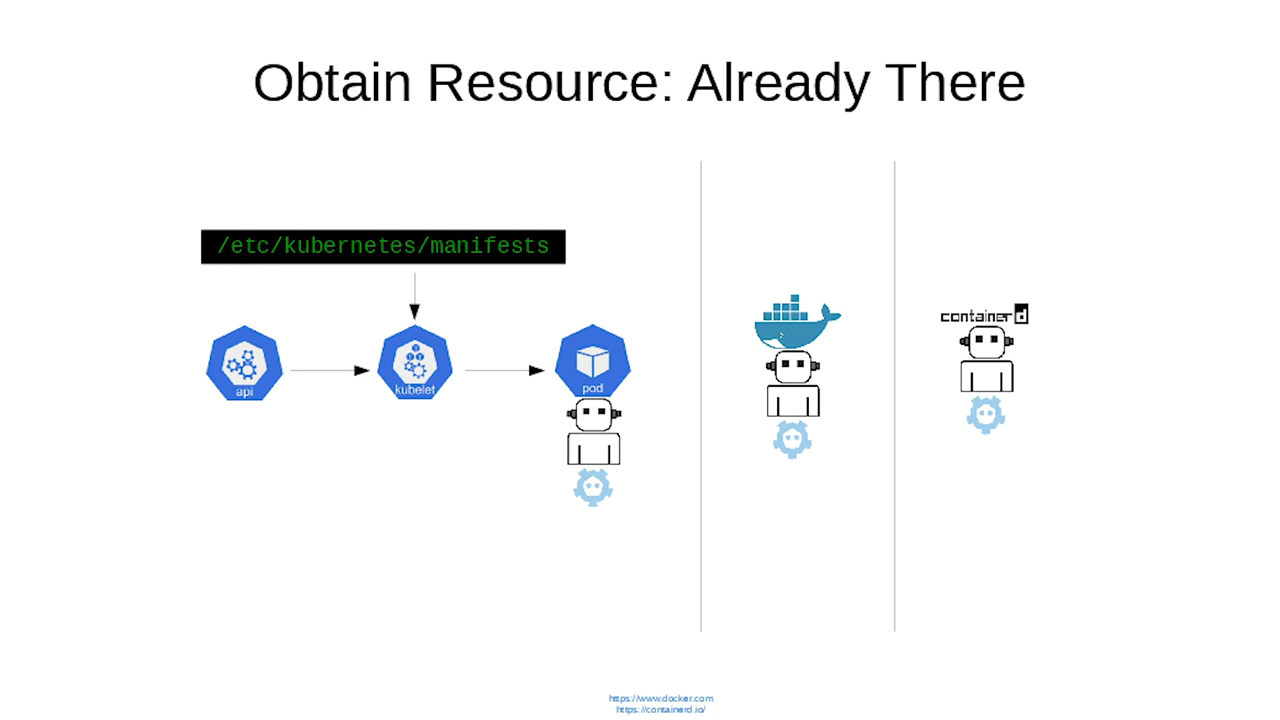 Obtain Resource: Already There
/etc/kubernetes/manifests
api
kubelet
pod
containerd
https://www.docker.com
https://containerd.io/